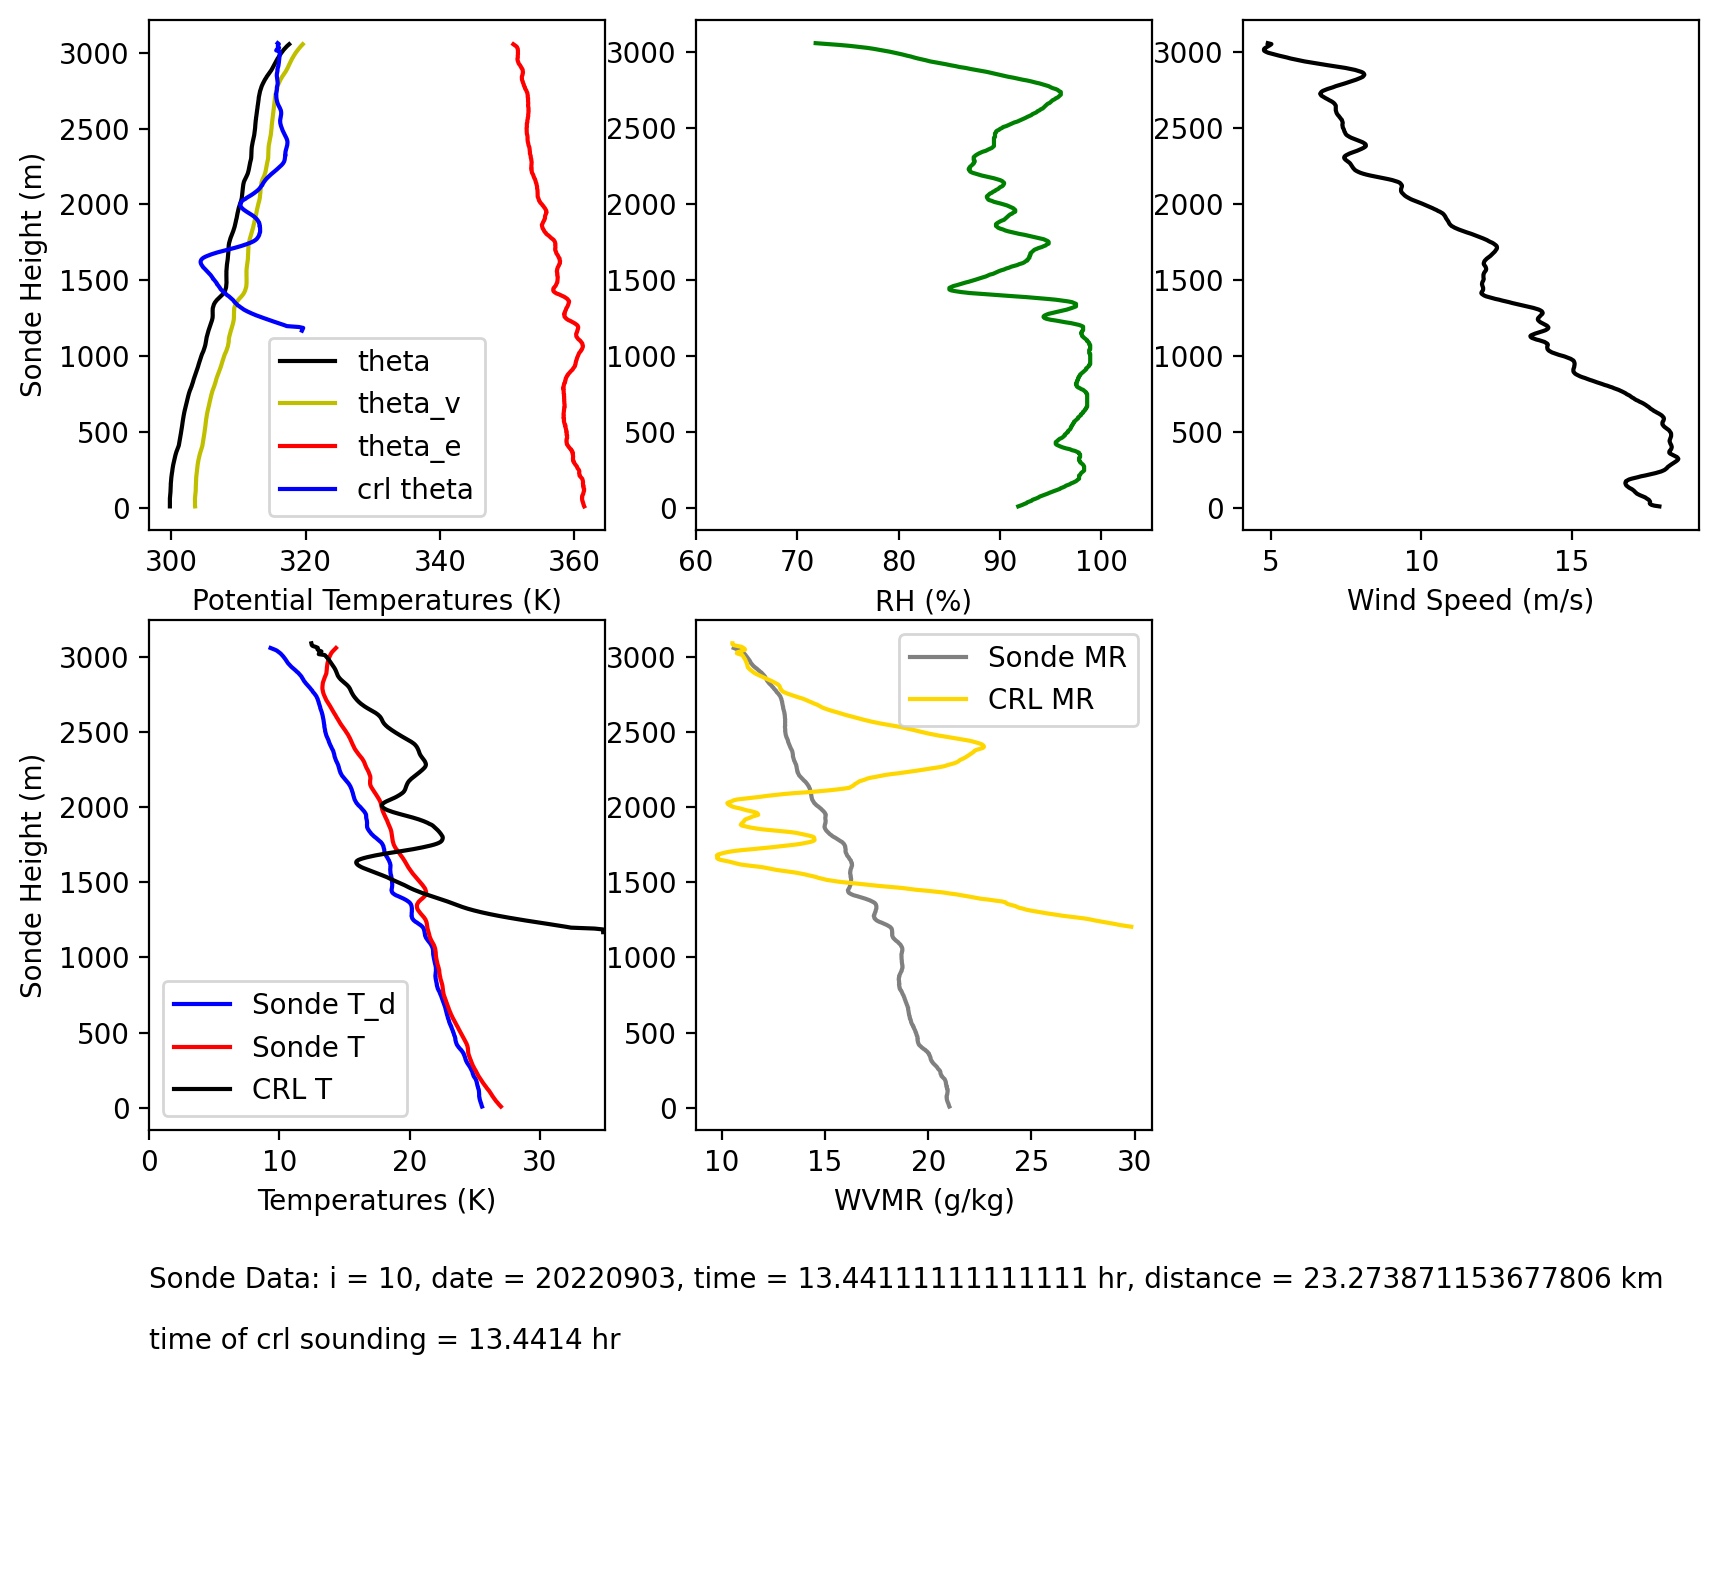 3000
2500
2000
1500
1000
500
0
Sonde Height (m)
theta
theta_v
theta_e
crl theta
300 320 340 360
Potential Temperatures (K)
3000
2500
2000
1500
1000
500
0
60 70 80 90 100
RH (%)
3000
2500
2000
1500
1000
500
0
5 10 15
Wind Speed (m/s)
3000
2500
2000
1500
1000
500
0
Sonde Height (m)
Sonde T_d
Sonde T
CRL T
0 10 20 30
Temperatures (K)
3000
2500
2000
1500
1000
500
0
Sonde MR
CRL MR
10 15 20 25 30
WVMR (g/kg)
Sonde Data: i = 10, date = 20220903, time = 13.44111111111111 hr, distance = 23.273871153677806 km
time of crl sounding = 13.4414 hr